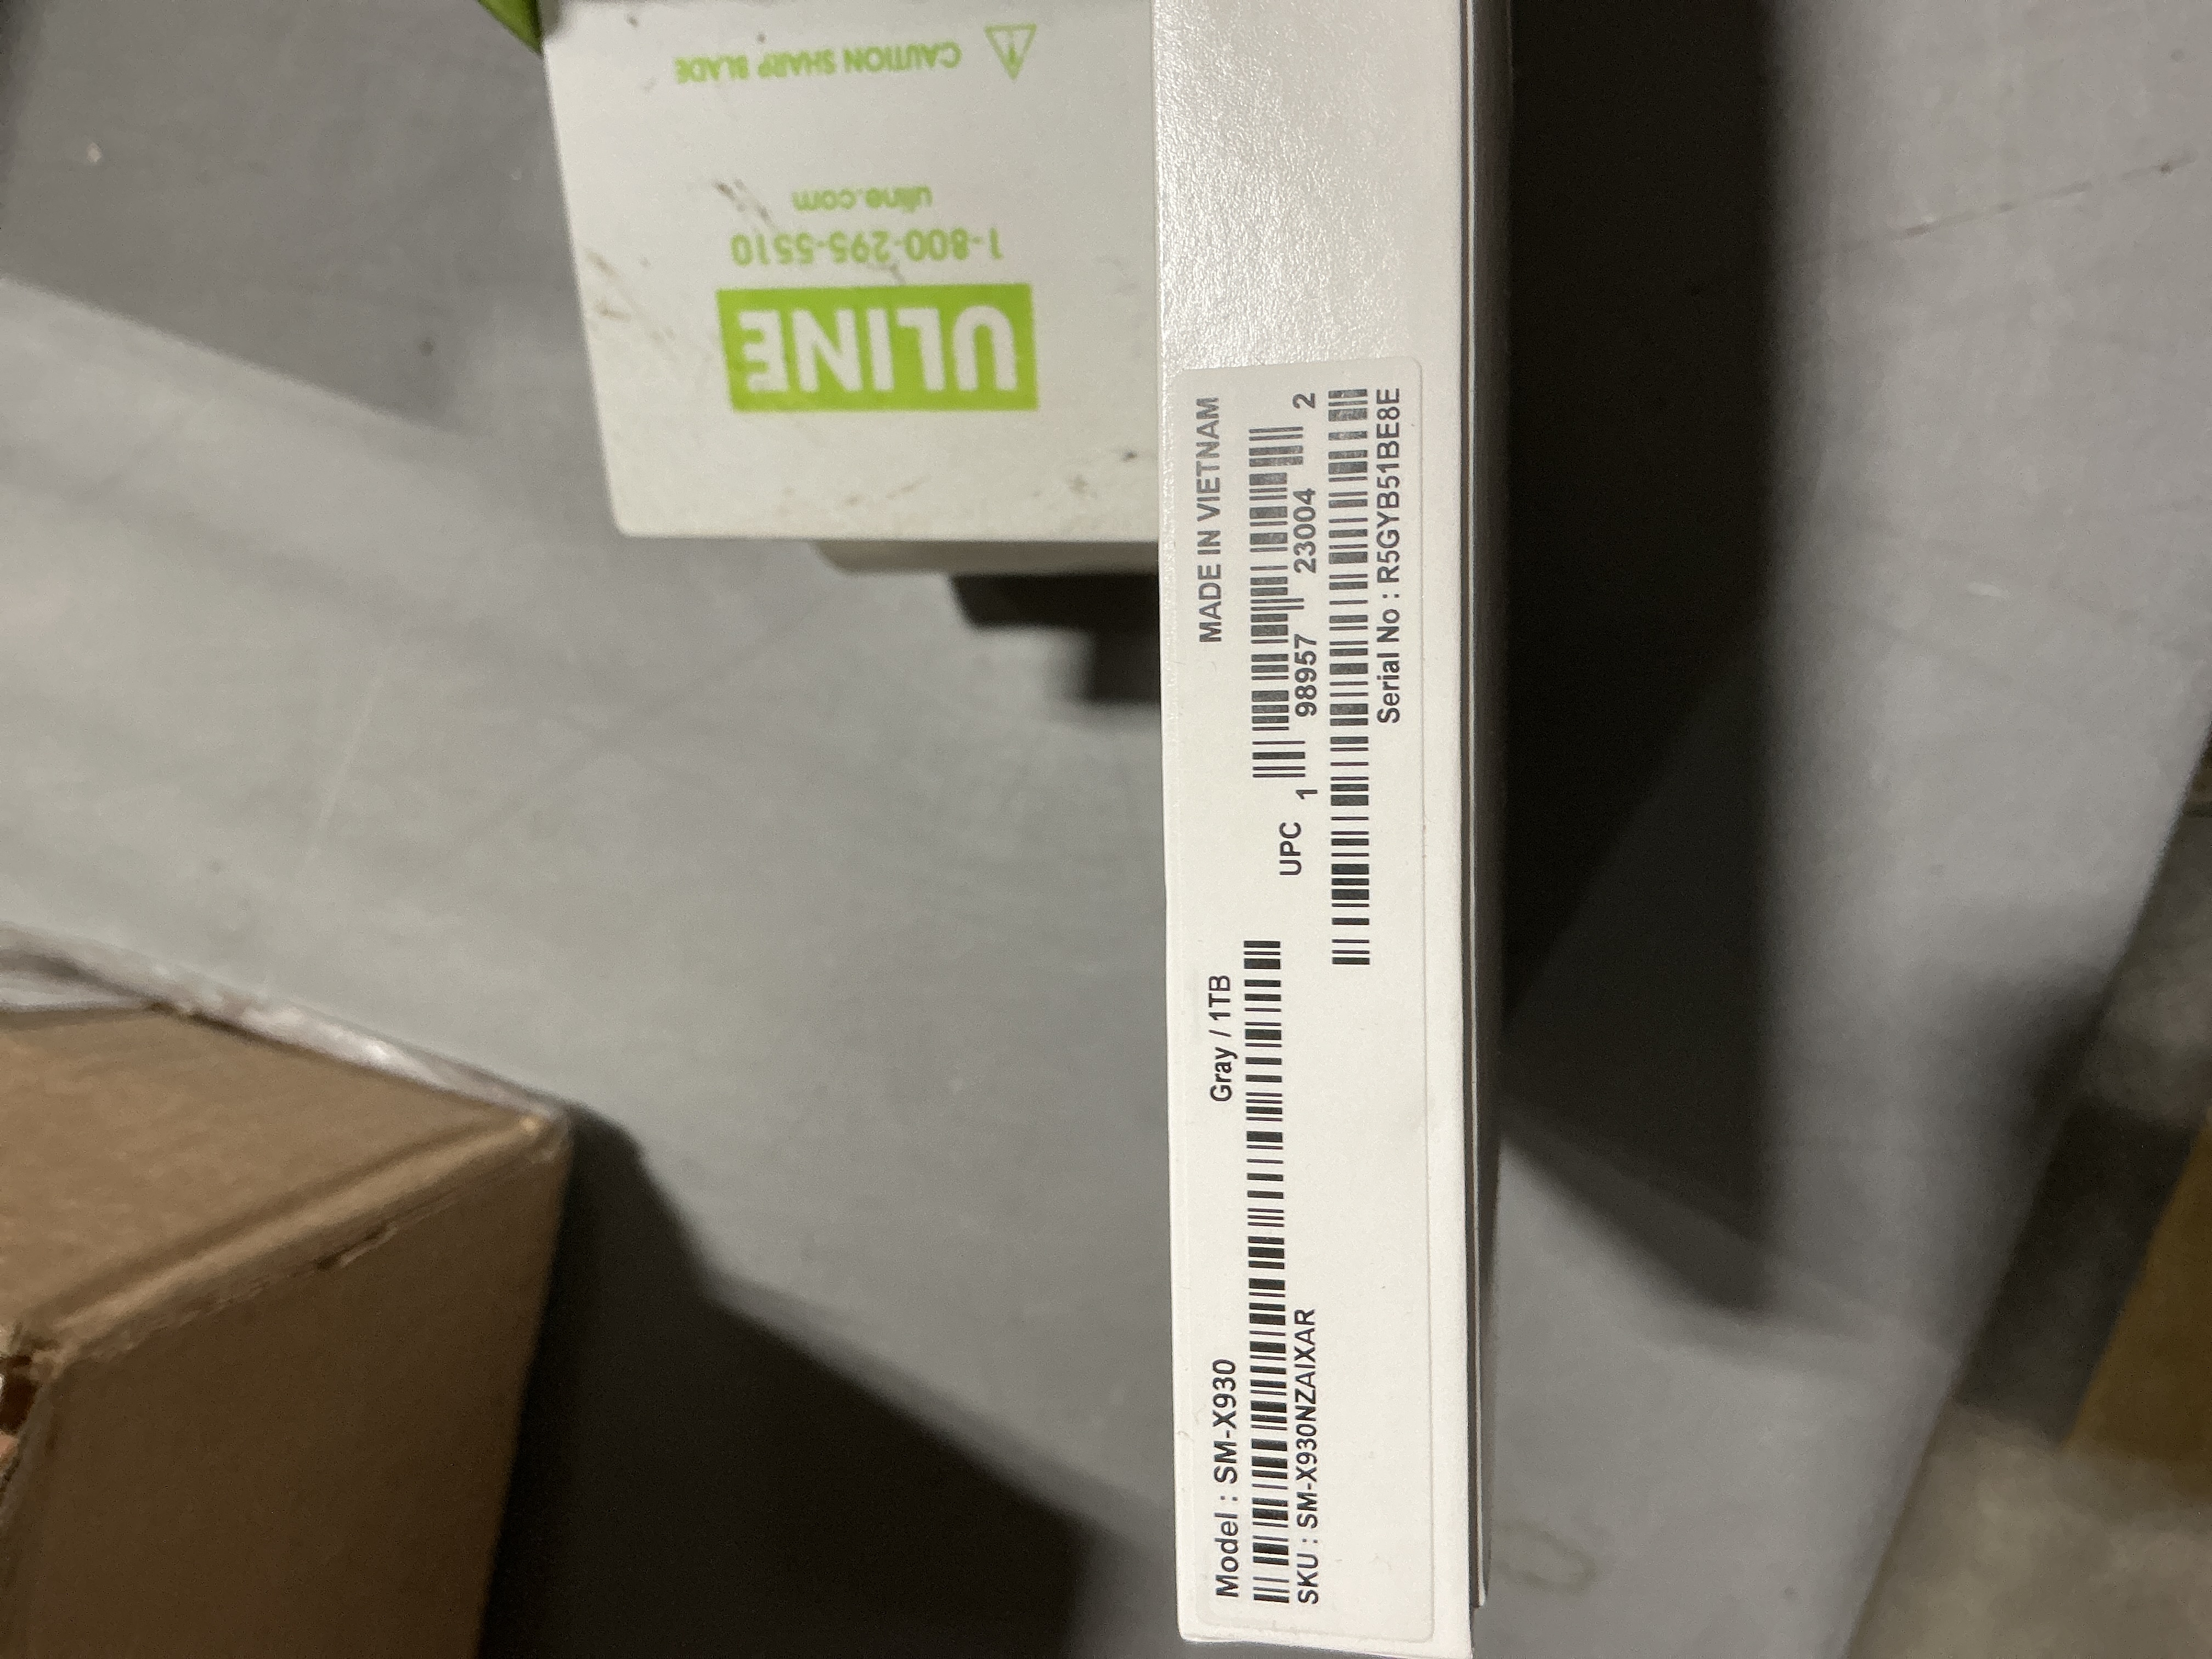 CAUTION SHARP BLADE
uline.com
1-800-295-5510
ULINE
Model : SM-X930
Gray / 1TB
MADE IN VIETNAM
SKU : SM-X930NZAIXAR
UPC 1 98957 23004 2
Serial No : R5GYB51BE8E